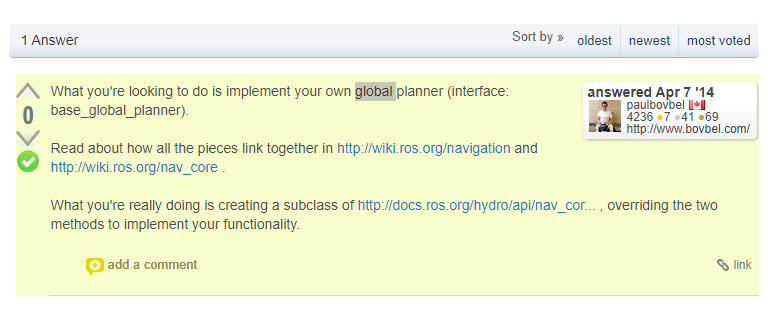 1 Answer
Sort by » oldest newest most voted
0
What you're looking to do is implement your own global planner (interface:
base_global_planner).
answered Apr 7 '14
paulbovbel
4236 ●7 ●41 ●69
http://www.bovbel.com/
Read about how all the pieces link together in http://wiki.ros.org/navigation and
http://wiki.ros.org/nav_core .
What you're really doing is creating a subclass of http://docs.ros.org/hydro/api/nav_cor... , overriding the two
methods to implement your functionality.
add a comment
link